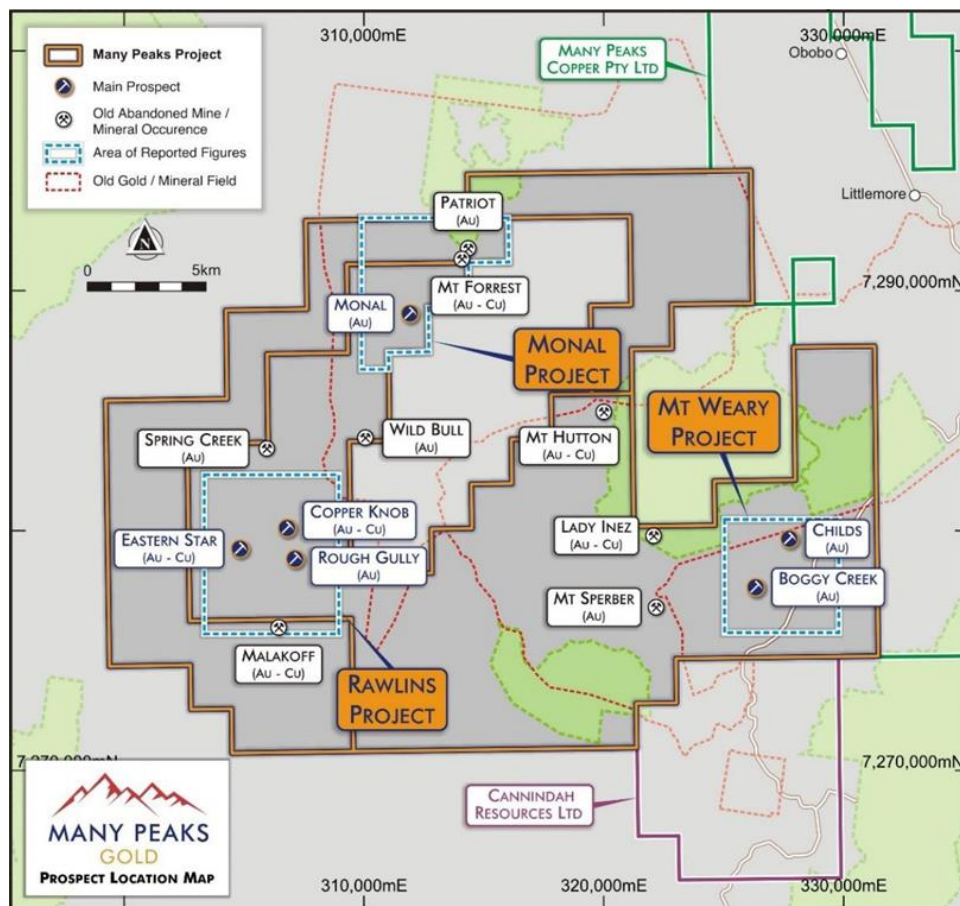 310,000mE
330,000mE
MANY PEAKS PROJECT
MAIN PROSPECT
OLD ABANDONED MINE /
MINERAL OCCURENCE
AREA OF REPORTED FIGURES
OLD GOLD / MINERAL FIELD
MANY PEAKS
COPPER PTY LTD
Obobo
Littlemore
N
0
5km
PATRIOT
(Au)
MT FORREST
(Au - Cu)
MONAL
(Au)
7,290,000mN
MONAL
PROJECT
MT WEARY
PROJECT
SPRING CREEK
(Au)
WILD BULL
(Au)
MT HUTTON
(Au - Cu)
COPPER KNOB
(Au - Cu)
EASTERN STAR
(Au - Cu)
ROUGH GULLY
(Au)
LADY INEZ
(Au - Cu)
CHILDS
(Au)
BOGGY CREEK
(Au)
MT SPERBER
(Au)
MALAKOFF
(Au - Cu)
RAWLINS
PROJECT
7,270,000mN
7,270,000mN
CANNINDAH
RESOURCES LTD
MANY PEAKS
GOLD
PROSPECT LOCATION MAP
310,000mE
320,000mE
330,000mE